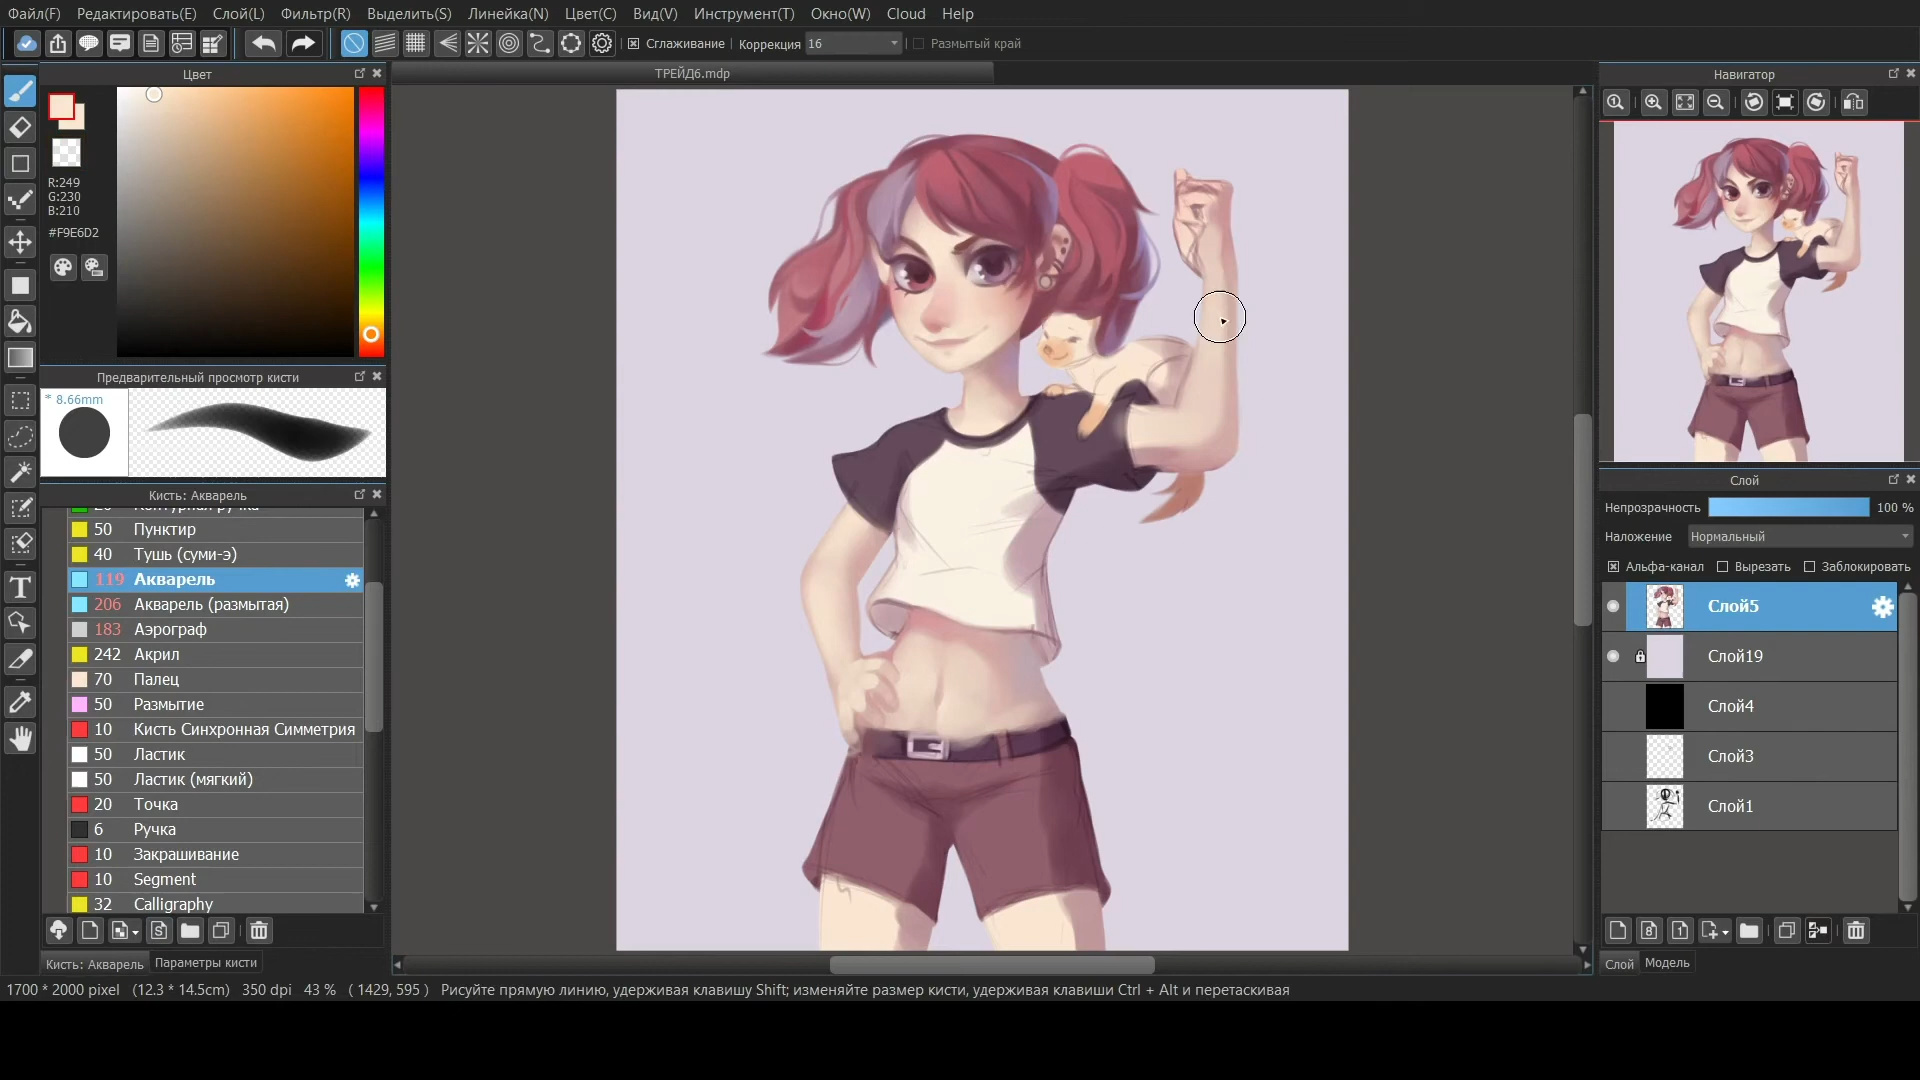 Файл(F) Редактировать(E) Слой(L) Фильтр(R) Выделить(S) Линейка(N) Цвет(C) Вид(V) Инструмент(T) Окно(W) Cloud Help
Сглаживание Коррекция 16 Размытый край
Цвет
R:249
G:230
B:210
#F9E6D2
Предварительный просмотр кисти
* 8.66mm
Кисть: Акварель
20 Контурная ручка
50 Пунктир
40 Тушь (суми-э)
119 Акварель
206 Акварель (размытая)
183 Аэрограф
242 Акрил
70 Палец
50 Размытие
10 Кисть Синхронная Симметрия
50 Ластик
50 Ластик (мягкий)
20 Точка
6 Ручка
10 Закрашивание
10 Segment
32 Calligraphy
Кисть: Акварель Параметры кисти
ТРЕЙД6.mdp
Навигатор
Слой
Непрозрачность 100 %
Наложение Нормальный
Альфа-канал Вырезать Заблокировать
Слой5
Слой19
Слой4
Слой3
Слой1
Слой Модель
1700 * 2000 pixel (12.3 * 14.5cm) 350 dpi 43 % ( 1429, 595 ) Рисуйте прямую линию, удерживая клавишу Shift; изменяйте размер кисти, удерживая клавиши Ctrl + Alt и перетаскивая